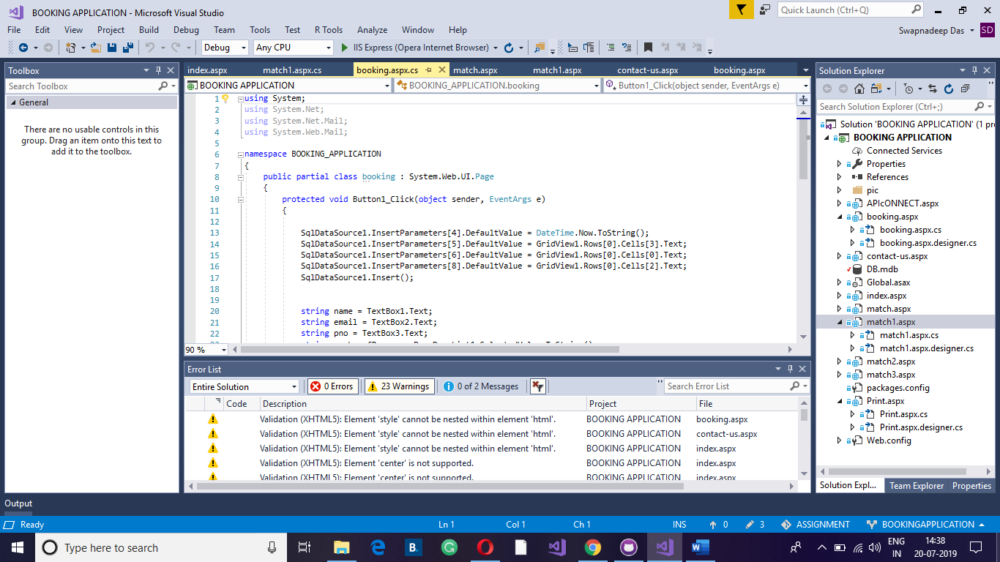 BOOKING APPLICATION - Microsoft Visual Studio
Quick Launch (Ctrl+Q)
File Edit View Project Build Debug Team Tools Test R Tools Analyze Window Help
Swapnadeep Das SD
Debug Any CPU IIS Express (Opera Internet Browser)
Toolbox
Search Toolbox
General
There are no usable controls in this
group. Drag an item onto this text to
add it to the toolbox.
index.aspx match1.aspx.cs booking.aspx.cs match.aspx match1.aspx contact-us.aspx booking.aspx
BOOKING APPLICATION BOOKING_APPLICATION.booking Button1_Click(object sender, EventArgs e)
1 using System;
2 using System.Net;
3 using System.Net.Mail;
4 using System.Web.Mail;
5
6 namespace BOOKING_APPLICATION
7 {
8 public partial class booking : System.Web.UI.Page
9 {
10 protected void Button1_Click(object sender, EventArgs e)
11 {
12
13 SqlDataSource1.InsertParameters[4].DefaultValue = DateTime.Now.ToString();
14 SqlDataSource1.InsertParameters[5].DefaultValue = GridView1.Rows[0].Cells[3].Text;
15 SqlDataSource1.InsertParameters[6].DefaultValue = GridView1.Rows[0].Cells[0].Text;
16 SqlDataSource1.InsertParameters[8].DefaultValue = GridView1.Rows[0].Cells[2].Text;
17 SqlDataSource1.Insert();
18
19
20 string name = TextBox1.Text;
21 string email = TextBox2.Text;
22 string pno = TextBox3.Text;
90 %
Error List
Entire Solution 0 Errors 23 Warnings 0 of 2 Messages Search Error List
Code Description Project File
Validation (XHTML5): Element 'style' cannot be nested within element 'html'. BOOKING APPLICATION booking.aspx
Validation (XHTML5): Element 'style' cannot be nested within element 'html'. BOOKING APPLICATION contact-us.aspx
Validation (XHTML5): Element 'style' cannot be nested within element 'html'. BOOKING APPLICATION index.aspx
Validation (XHTML5): Element 'center' is not supported. BOOKING APPLICATION index.aspx
Validation (XHTML5): Element 'center' is not supported. BOOKING APPLICATION index.aspx
Solution Explorer
Search Solution Explorer (Ctrl+;)
Solution 'BOOKING APPLICATION' (1 pr
BOOKING APPLICATION
Connected Services
Properties
References
pic
APIcONNECT.aspx
booking.aspx
booking.aspx.cs
booking.aspx.designer.cs
contact-us.aspx
DB.mdb
Global.asax
index.aspx
match.aspx
match1.aspx
match1.aspx.cs
match1.aspx.designer.cs
match2.aspx
match3.aspx
packages.config
Print.aspx
Print.aspx.cs
Print.aspx.designer.cs
Web.config
Solution Expl... Team Explorer Properties
Output
Ready Ln 1 Col 1 Ch 1 INS 0 3 ASSIGNMENT BOOKINGAPPLICATION
Type here to search
B.
ENG
IN
14:38
20-07-2019